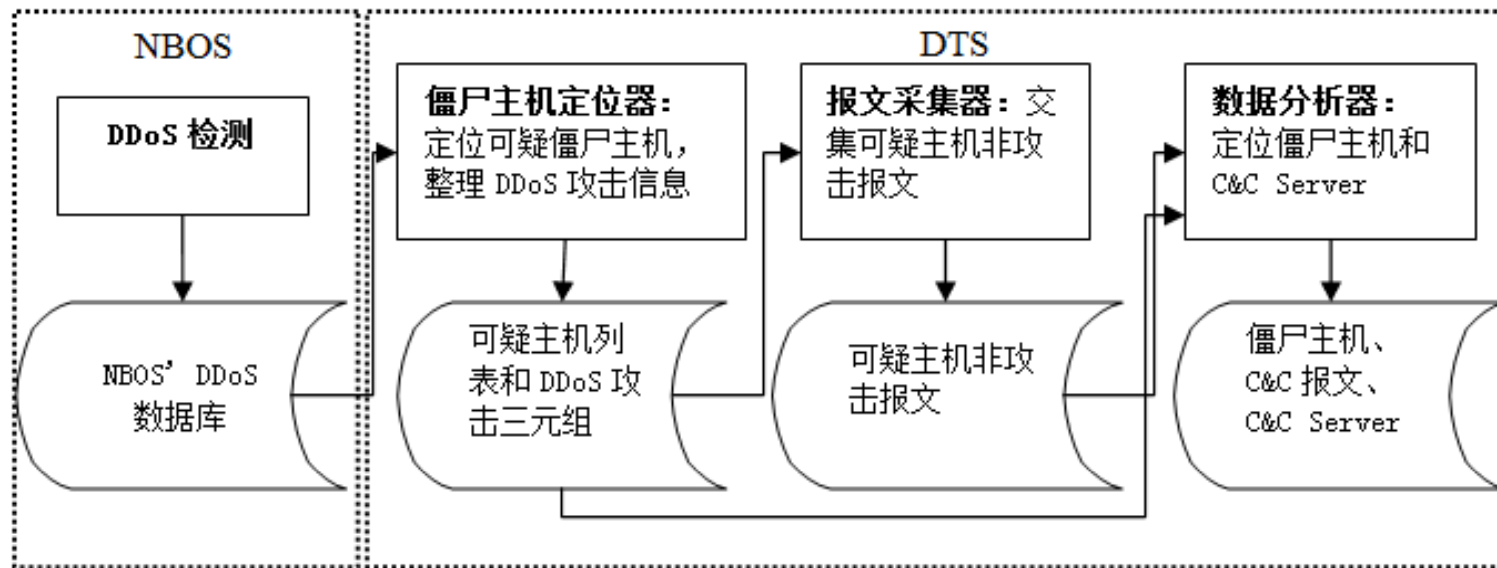 NBOS
DDoS 检测
NBOS' DDoS
数据库
DTS
僵尸主机定位器：
定位可疑僵尸主机，
整理 DDoS 攻击信息
可疑主机列
表和 DDoS 攻
击三元组
报文采集器：交
集可疑主机非攻
击报文
可疑主机非攻
击报文
数据分析器：
定位僵尸主机和
C&C Server
僵尸主机、
C&C 报文、
C&C Server